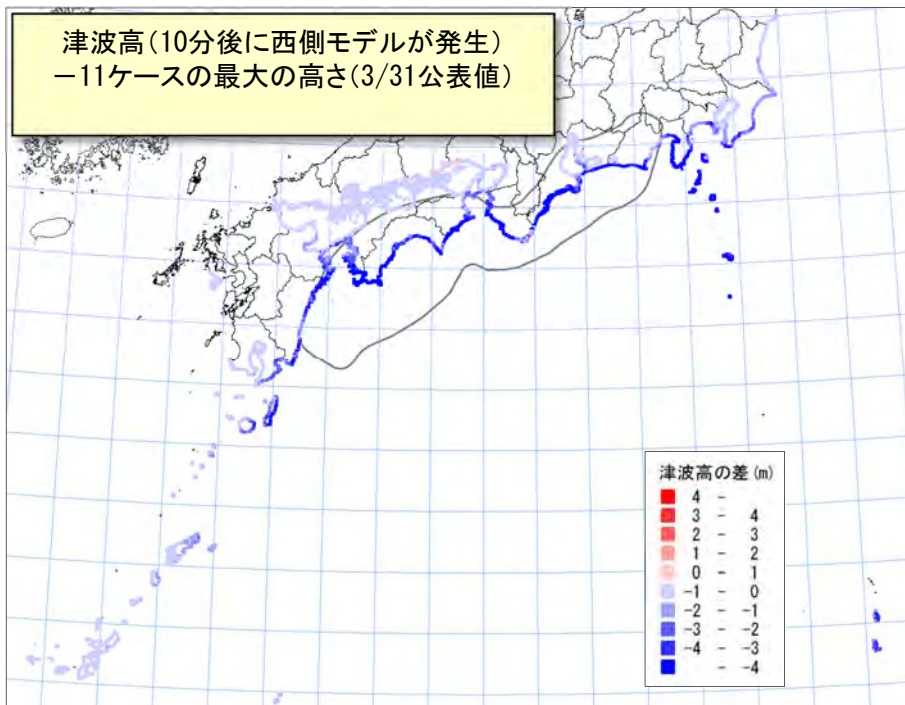 津波高(10分後に西側モデルが発生)
－11ケースの最大の高さ(3/31公表値)
津波高の差(m)
4 -
3 - 4
2 - 3
1 - 2
0 - 1
-1 - 0
-2 - -1
-3 - -2
-4 - -3
- -4